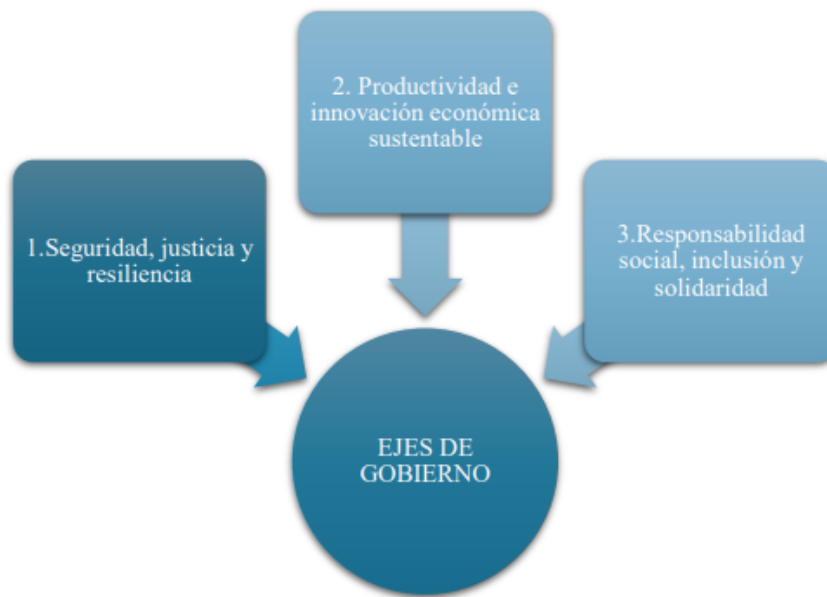 1.Seguridad, justicia y
resiliencia
2. Productividad e
innovación económica
sustentable
3.Responsabilidad
social, inclusión y
solidaridad
EJES DE
GOBIERNO